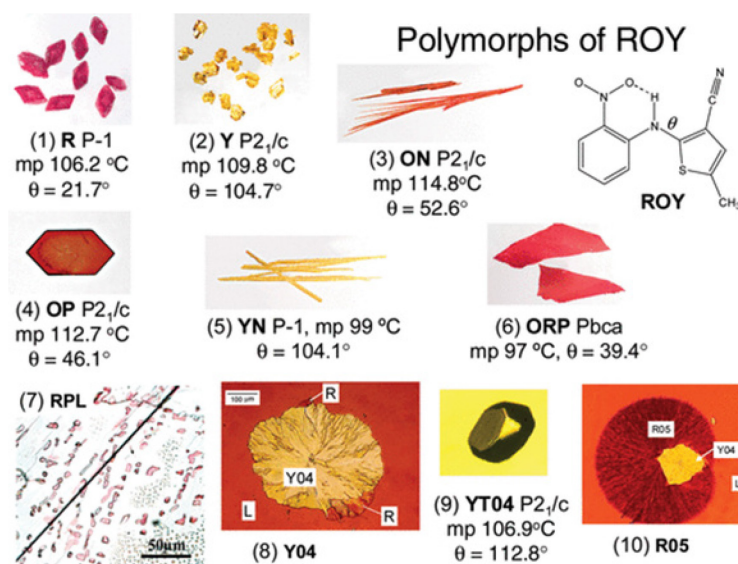 Polymorphs of ROY
(1) R P-1
mp 106.2 °C
θ = 21.7°
(2) Y P2₁/c
mp 109.8 °C
θ = 104.7°
(3) ON P2₁/c
mp 114.8°C
θ = 52.6°
O
N
O
H
N
θ
C
N
S
CH₃
ROY
(4) OP P2₁/c
mp 112.7 °C
θ = 46.1°
(5) YN P-1, mp 99 °C
θ = 104.1°
(6) ORP Pbca
mp 97 °C, θ = 39.4°
(7) RPL
50µm
100 µm
R
Y04
L
R
(8) Y04
(9) YT04 P2₁/c
mp 106.9°C
θ = 112.8°
R05
Y04
L
(10) R05